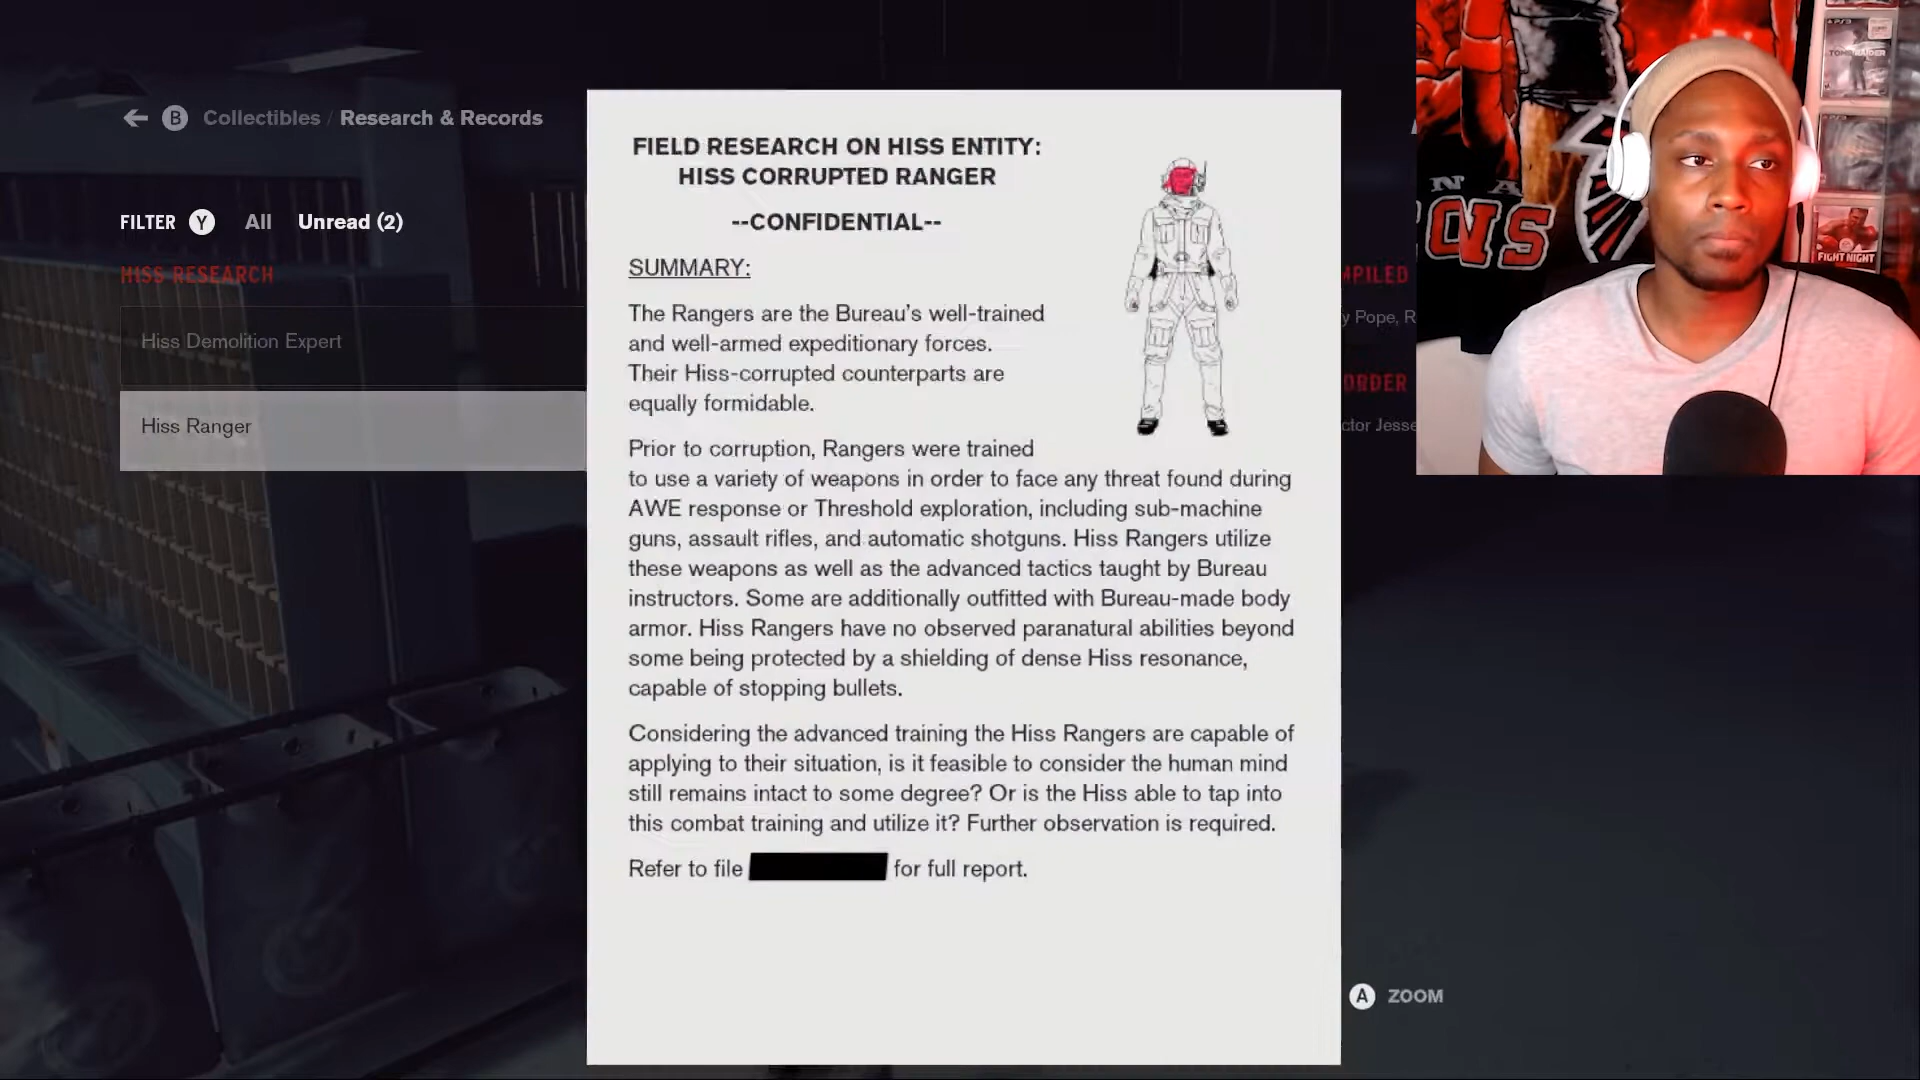 B Collectibles / Research & Records
FILTER Y All Unread (2)
HISS RESEARCH
Hiss Demolition Expert
Hiss Ranger
FIELD RESEARCH ON HISS ENTITY:
HISS CORRUPTED RANGER
--CONFIDENTIAL--
SUMMARY:
The Rangers are the Bureau's well-trained
and well-armed expeditionary forces.
Their Hiss-corrupted counterparts are
equally formidable.
Prior to corruption, Rangers were trained
to use a variety of weapons in order to face any threat found during
AWE response or Threshold exploration, including sub-machine
guns, assault rifles, and automatic shotguns. Hiss Rangers utilize
these weapons as well as the advanced tactics taught by Bureau
instructors. Some are additionally outfitted with Bureau-made body
armor. Hiss Rangers have no observed paranatural abilities beyond
some being protected by a shielding of dense Hiss resonance,
capable of stopping bullets.
Considering the advanced training the Hiss Rangers are capable of
applying to their situation, is it feasible to consider the human mind
still remains intact to some degree? Or is the Hiss able to tap into
this combat training and utilize it? Further observation is required.
Refer to file for full report.
MPILED
y Pope, R
ORDER
ctor Jesse
A ZOOM
PS3
TOMB RAIDER
PS3
FIGHT NIGHT
N A